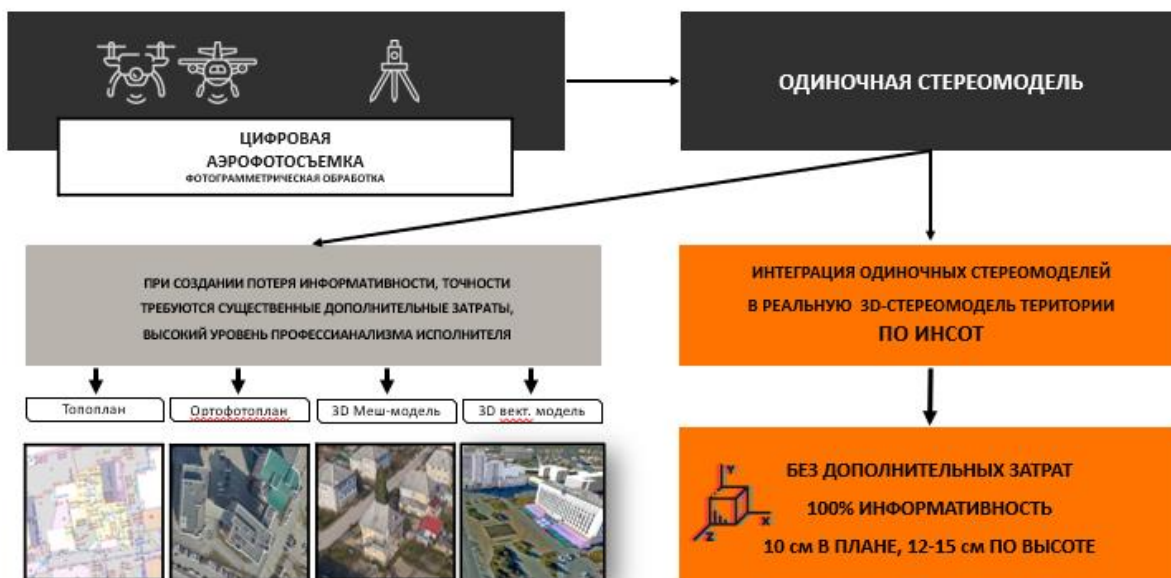 ЦИФРОВАЯ
АЭРОФОТОСЪЕМКА
ФОТОГРАММЕТРИЧЕСКАЯ ОБРАБОТКА
ОДИНОЧНАЯ СТЕРЕОМОДЕЛЬ
ПРИ СОЗДАНИИ ПОТЕРЯ ИНФОРМАТИВНОСТИ, ТОЧНОСТИ
ТРЕБУЮТСЯ СУЩЕСТВЕННЫЕ ДОПОЛНИТЕЛЬНЫЕ ЗАТРАТЫ,
ВЫСОКИЙ УРОВЕНЬ ПРОФЕССИАНАЛИЗМА ИСПОЛНИТЕЛЯ
Топоплан
Ортофотоплан
3D Меш-модель
3D вект. модель
ИНТЕГРАЦИЯ ОДИНОЧНЫХ СТЕРЕОМОДЕЛЕЙ
В РЕАЛЬНУЮ 3D-СТЕРЕОМОДЕЛЬ ТЕРИТОРИИ
ПО ИНСОТ
Y
X
Z
БЕЗ ДОПОЛНИТЕЛЬНЫХ ЗАТРАТ
100% ИНФОРМАТИВНОСТЬ
10 см В ПЛАНЕ, 12-15 см ПО ВЫСОТЕ